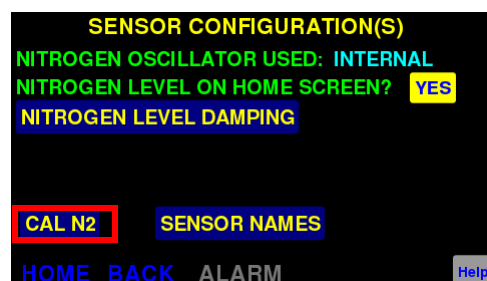 SENSOR CONFIGURATION(S)
NITROGEN OSCILLATOR USED: INTERNAL
NITROGEN LEVEL ON HOME SCREEN? YES
NITROGEN LEVEL DAMPING
CAL N2 SENSOR NAMES
HOME BACK ALARM Help